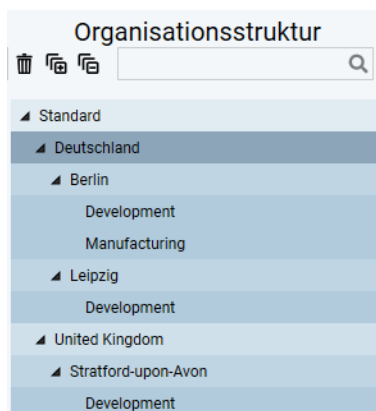 Organisationsstruktur
Standard
Deutschland
Berlin
Development
Manufacturing
Leipzig
Development
United Kingdom
Stratford-upon-Avon
Development